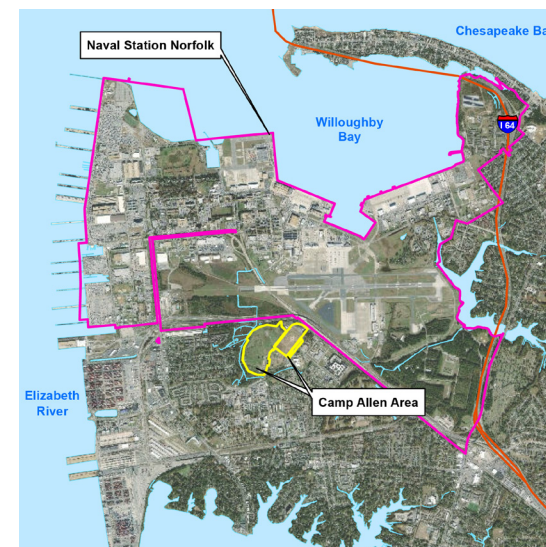 Chesapeake Ba
Naval Station Norfolk
Willoughby
Bay
I 64
Elizabeth
River
Camp Allen Area